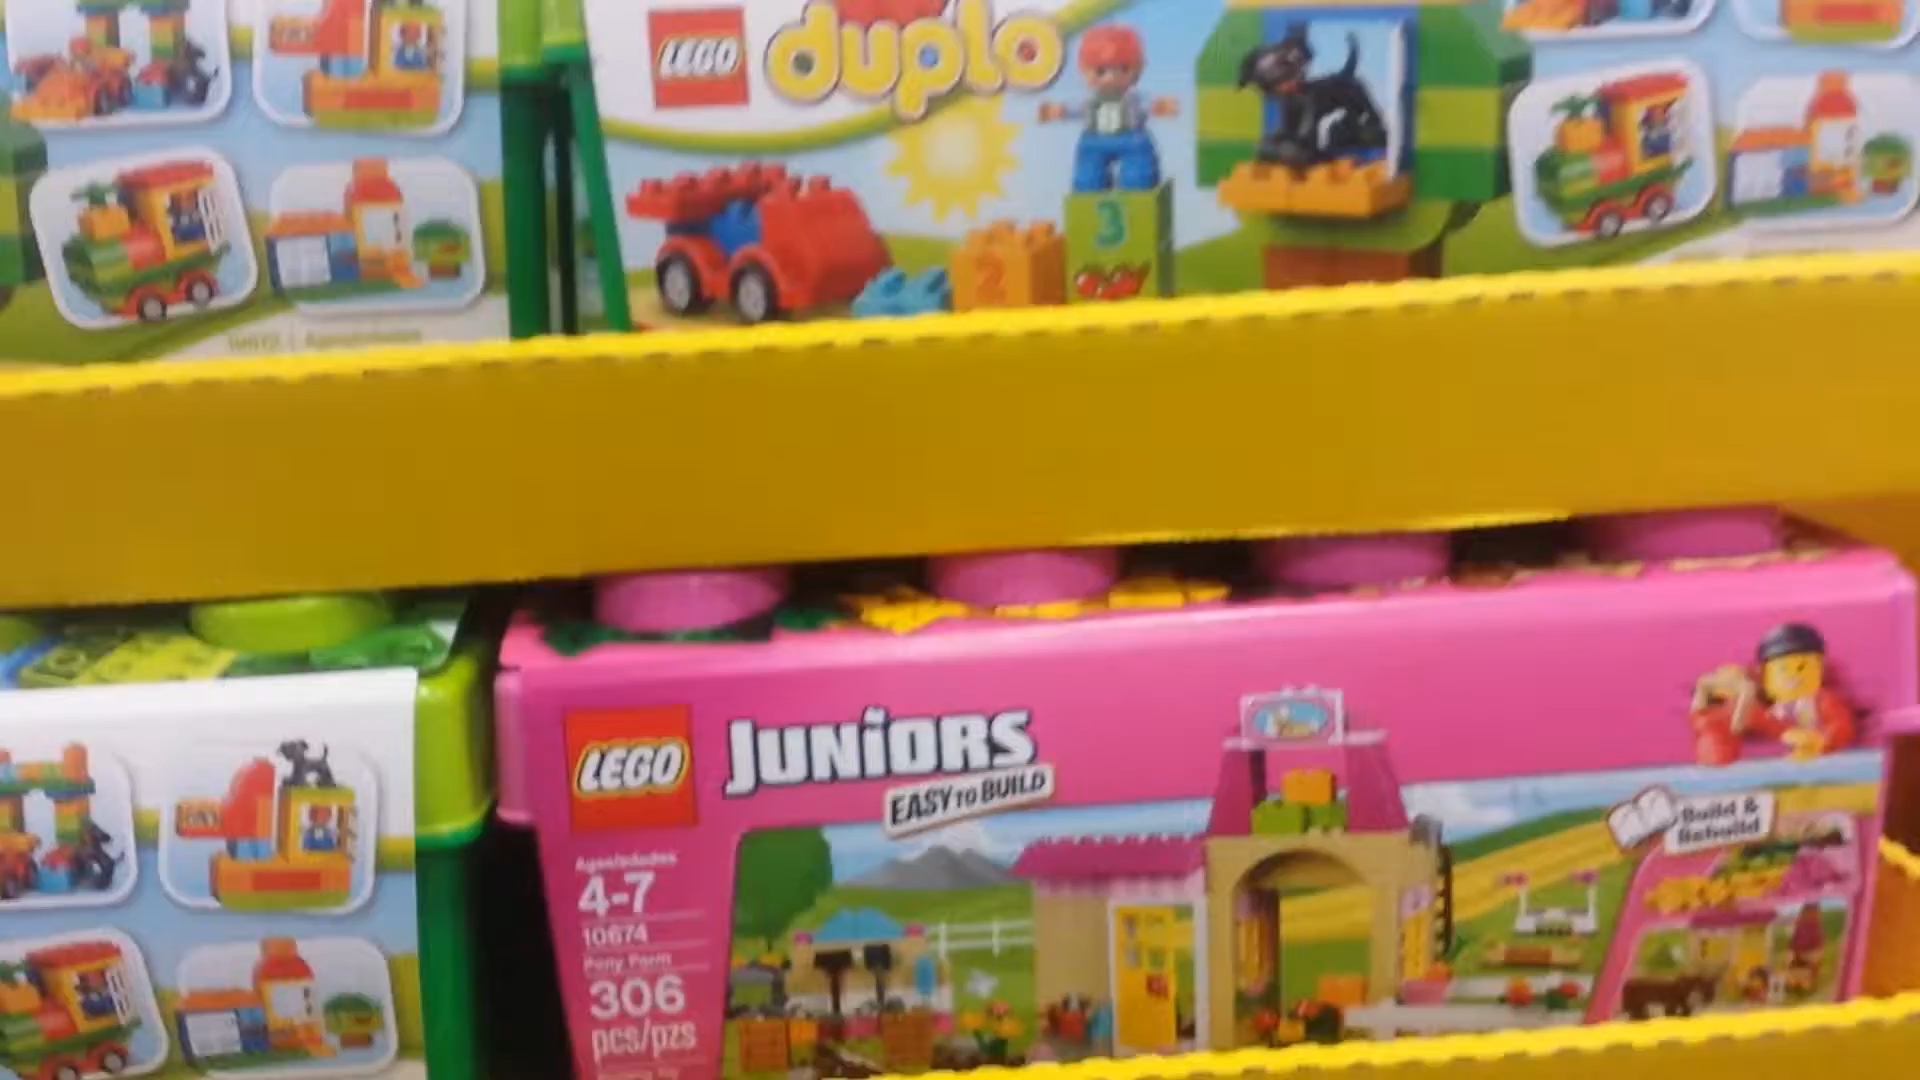 LEGO duplo
3
2
LEGO JUNiORS
EASY TO BUILD
Build &
Rebuild
Ages/edades
4-7
10674
Pony Farm
306
pcs/pzs